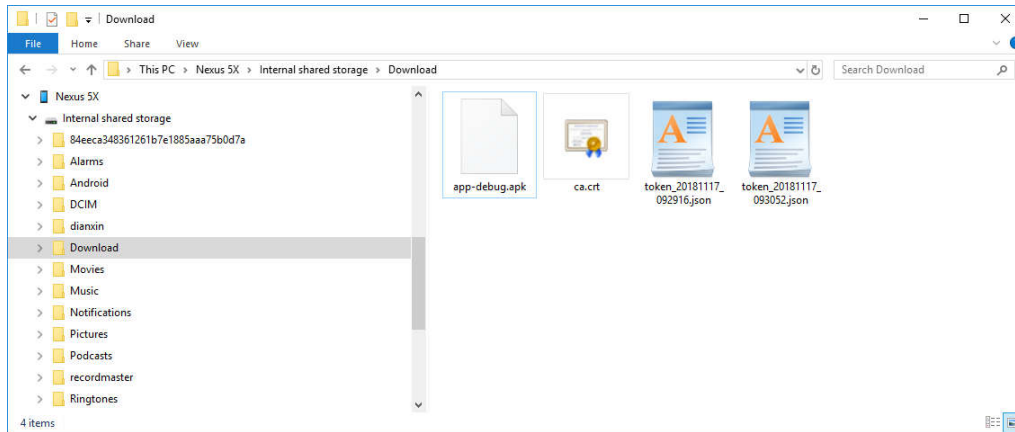 Download
File Home Share View
This PC > Nexus 5X > Internal shared storage > Download
Search Download
Nexus 5X
Internal shared storage
84eeca348361261b7e1885aaa75b0d7a
Alarms
Android
DCIM
dianxin
Download
Movies
Music
Notifications
Pictures
Podcasts
recordmaster
Ringtones
app-debug.apk
ca.crt
token_20181117_
092916.json
token_20181117_
093052.json
4 items